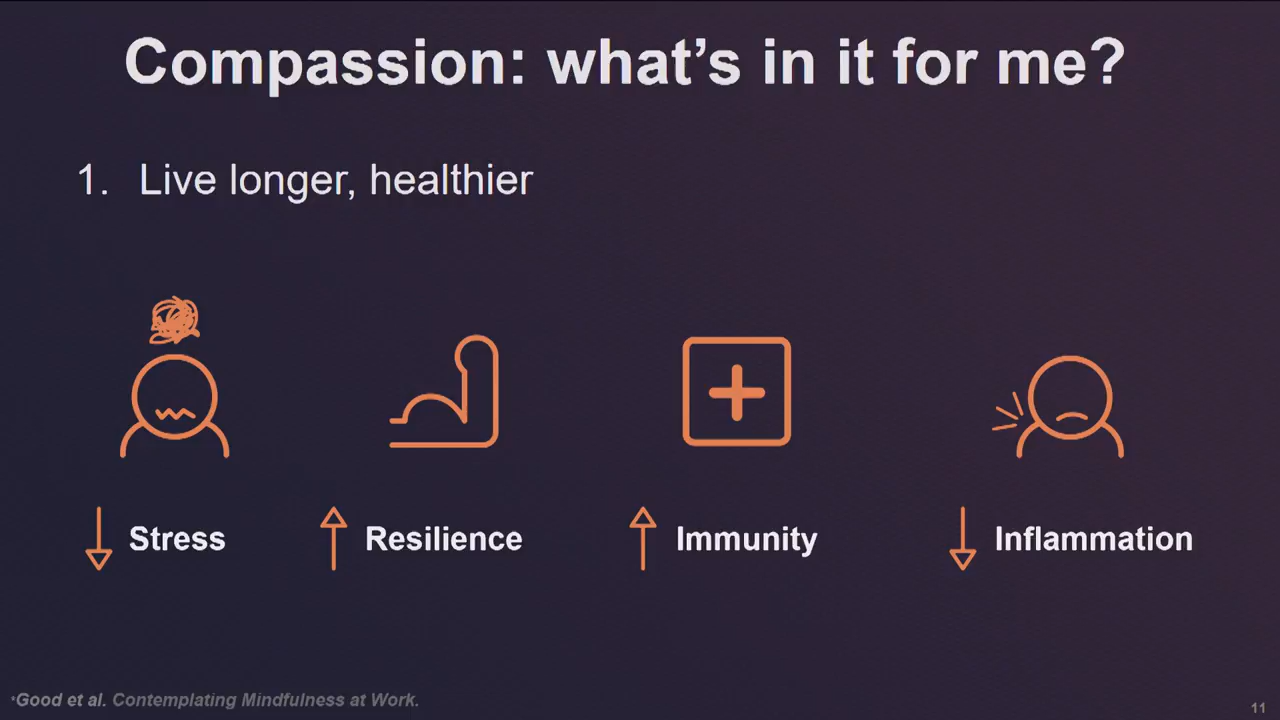 Compassion: what’s in it for me?
1. Live longer, healthier
Stress Resilience Immunity Inflammation
*Good et al. Contemplating Mindfulness at Work.
11